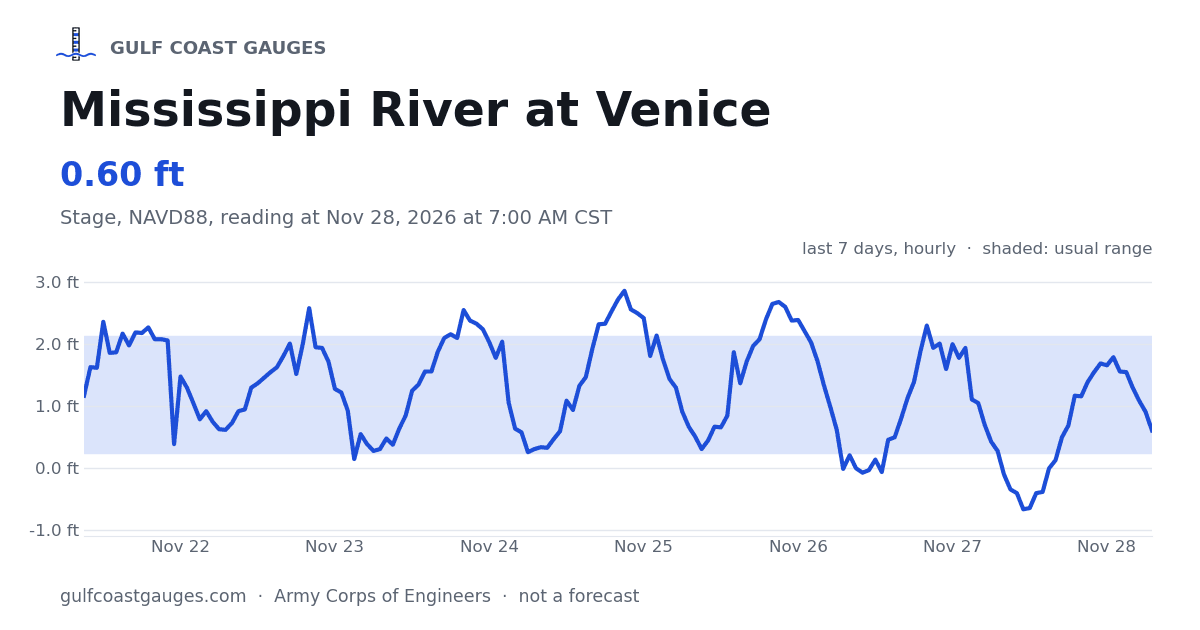 GULF COAST GAUGES
Mississippi River at Venice
0.60 ft
Stage, NAVD88, reading at Nov 28, 2026 at 7:00 AM CST
last 7 days, hourly · shaded: usual range
3.0 ft
2.0 ft
1.0 ft
0.0 ft
-1.0 ft
Nov 22 Nov 23 Nov 24 Nov 25 Nov 26 Nov 27 Nov 28
gulfcoastgauges.com · Army Corps of Engineers · not a forecast